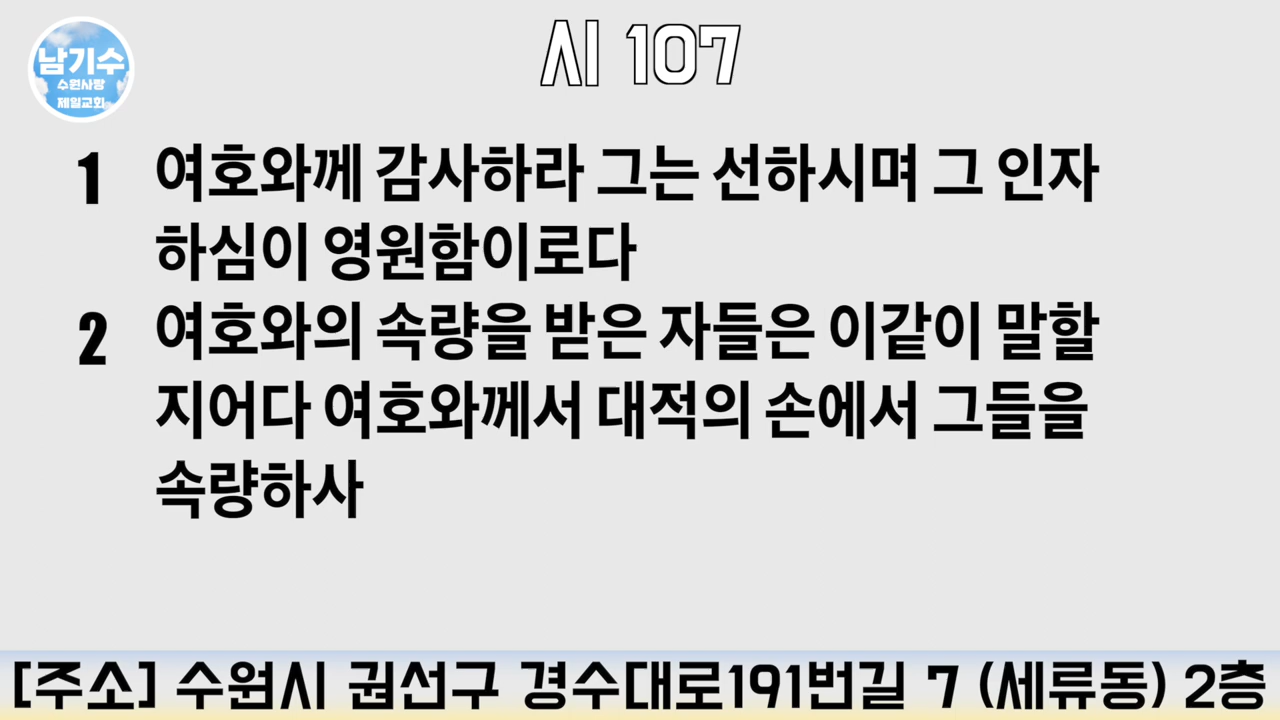 남기수
수원사랑
제일교회
시 107
1 여호와께 감사하라 그는 선하시며 그 인자
하심이 영원함이로다
2 여호와의 속량을 받은 자들은 이같이 말할
지어다 여호와께서 대적의 손에서 그들을
속량하사
[주소] 수원시 권선구 경수대로191번길 7 (세류동) 2층